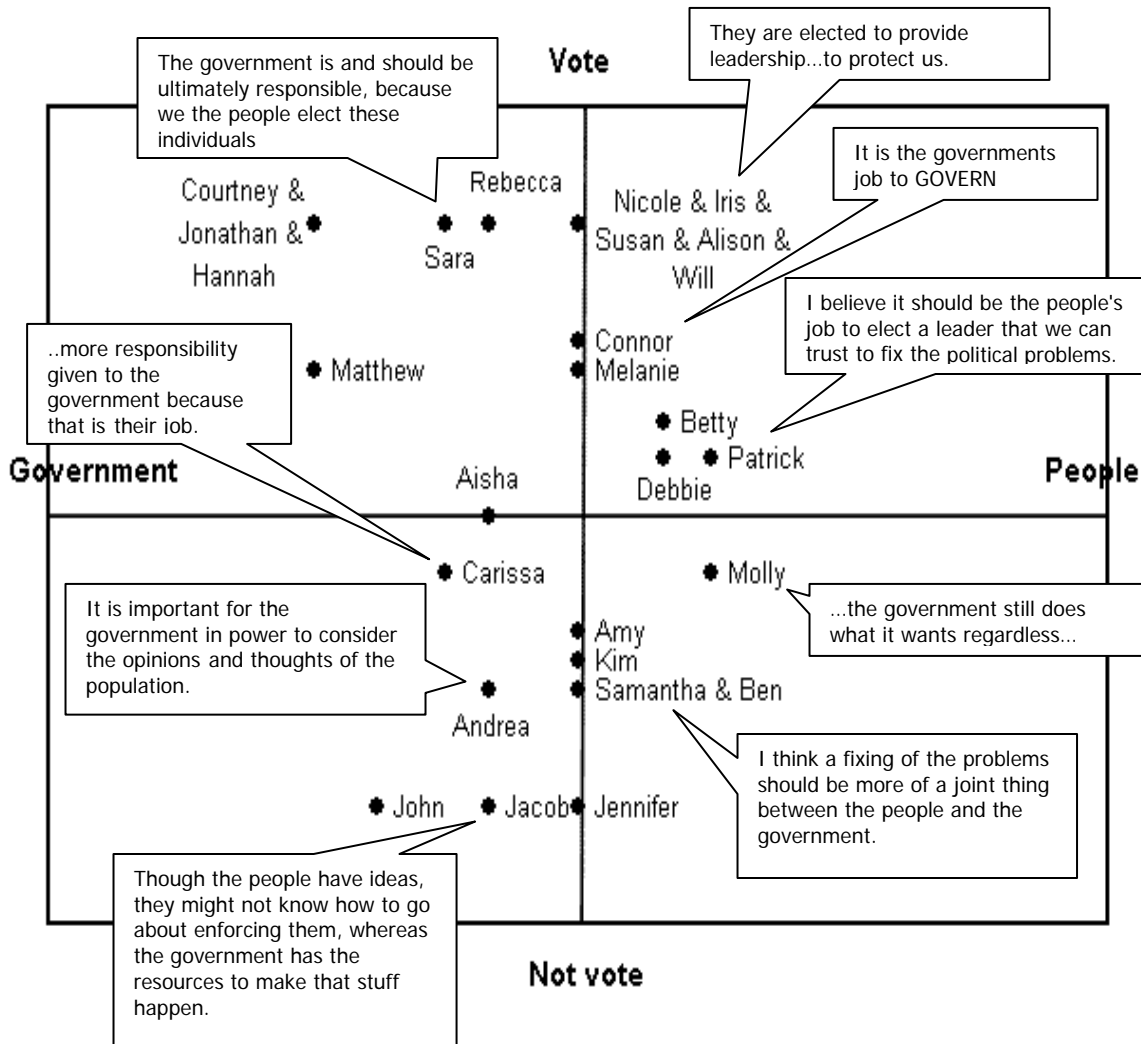 They are elected to provide
leadership...to protect us.
Vote
The government is and should be
ultimately responsible, because
we the people elect these
individuals
It is the governments
job to GOVERN
Courtney &
Jonathan &
Hannah
Rebecca
Sara
Nicole & Iris &
Susan & Alison &
Will
I believe it should be the people's
job to elect a leader that we can
trust to fix the political problems.
..more responsibility
given to the
government because
that is their job.
Connor
Matthew
Melanie
Betty
Patrick
Debbie
Government
People
Aisha
Carissa
Molly
It is important for the
government in power to consider
the opinions and thoughts of the
population.
...the government still does
what it wants regardless...
Amy
Kim
Samantha & Ben
Andrea
I think a fixing of the problems
should be more of a joint thing
between the people and the
government.
John
Jacob
Jennifer
Though the people have ideas,
they might not know how to go
about enforcing them, whereas
the government has the
resources to make that stuff
happen.
Not vote